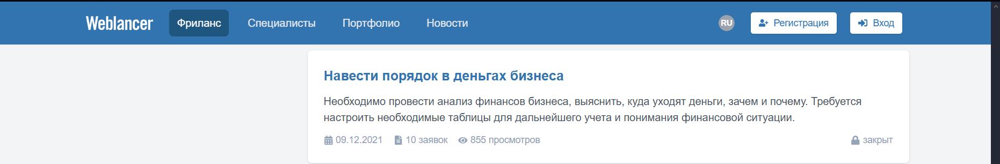 Weblancer Фриланс Специалисты Портфолио Новости RU Регистрация Вход
Навести порядок в деньгах бизнеса
Необходимо провести анализ финансов бизнеса, выяснить, куда уходят деньги, зачем и почему. Требуется
настроить необходимые таблицы для дальнейшего учета и понимания финансовой ситуации.
09.12.2021 10 заявок 855 просмотров закрыт